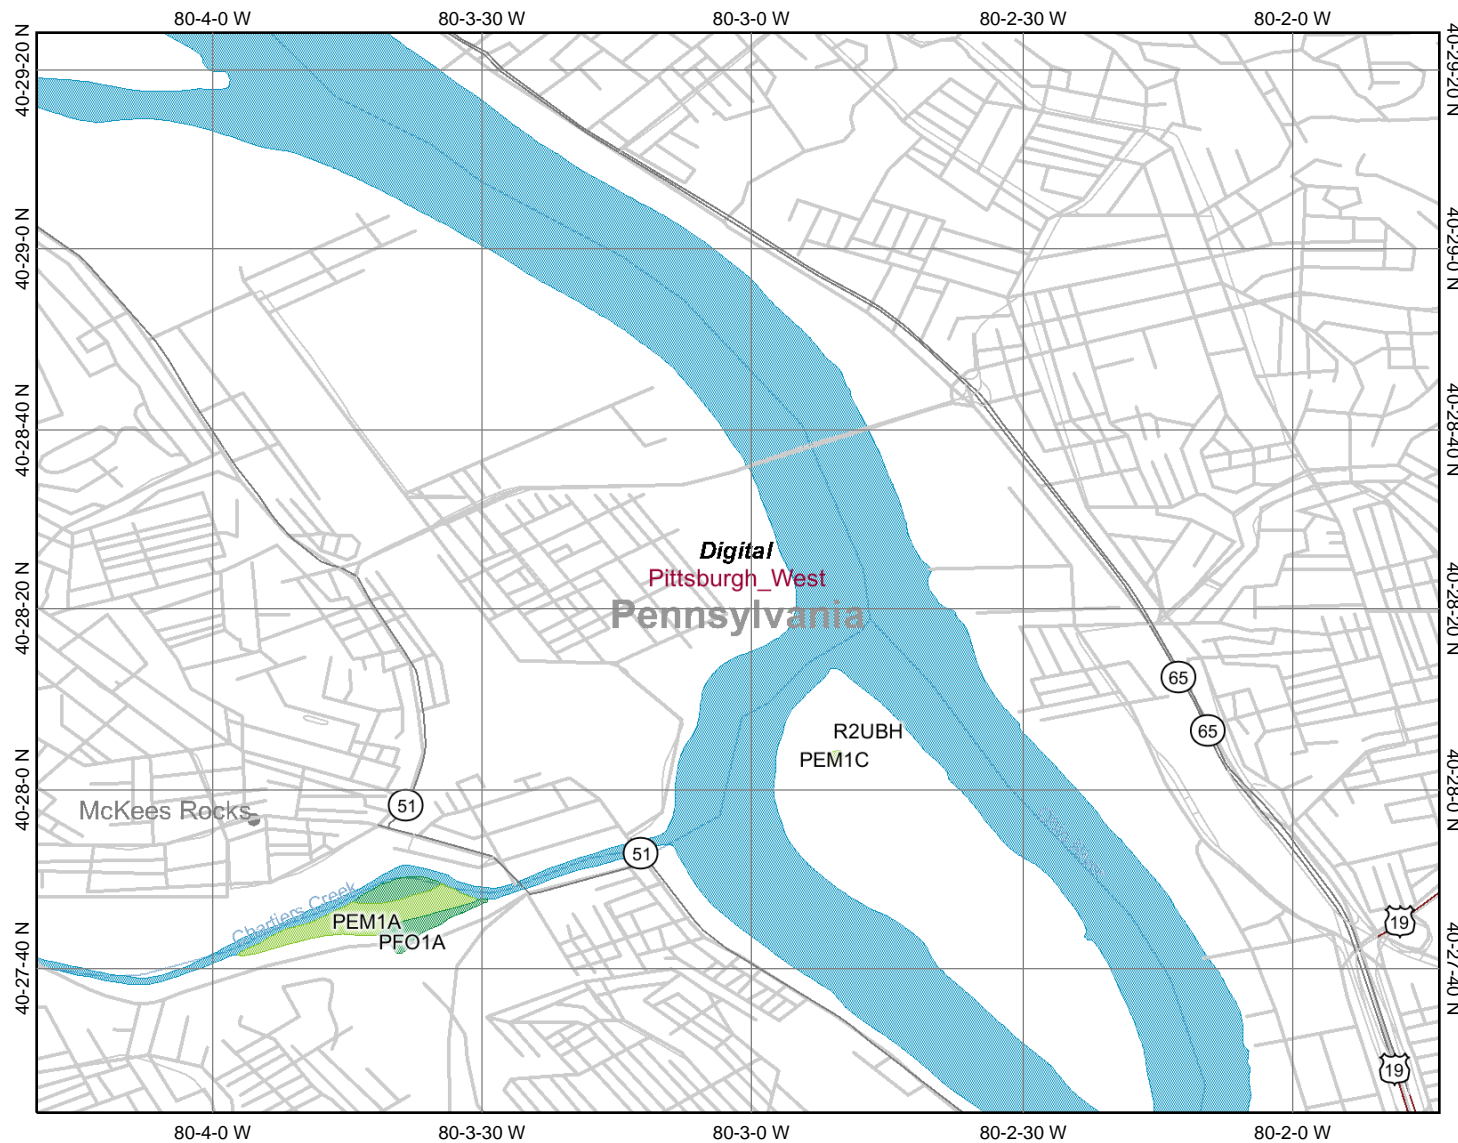 80-4-0 W 80-3-30 W 80-3-0 W 80-2-30 W 80-2-0 W
40-29-20 N 40-29-20 N
40-29-0 N 40-29-0 N
40-28-40 N 40-28-40 N
Digital
Pittsburgh_West
Pennsylvania
40-28-20 N 40-28-20 N
65
R2UBH
65
PEM1C
40-28-0 N 40-28-0 N
McKees Rocks
51
51
Chartiers Creek
PEM1A
19
PFO1A
40-27-40 N 40-27-40 N
19
80-4-0 W 80-3-30 W 80-3-0 W 80-2-30 W 80-2-0 W